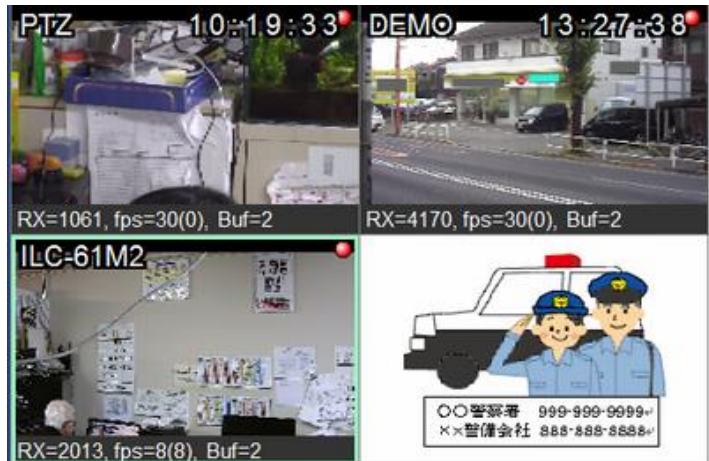 PTZ 10:19:33
DEMO 13:27:38
RX=1061, fps=30(0), Buf=2
RX=4170, fps=30(0), Buf=2
ILC-61M2
○○警察署 999-999-9999↵
××警備会社 888-888-8888↵
RX=2013, fps=8(8), Buf=2